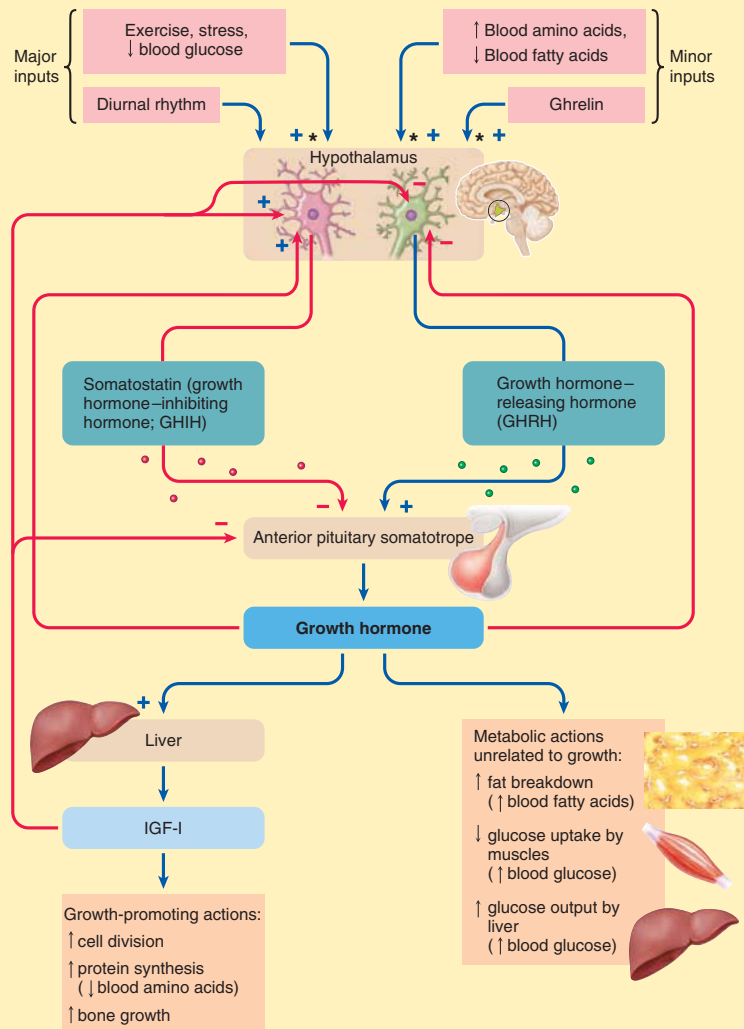 Major
inputs
Exercise, stress,
↓ blood glucose
Diurnal rhythm
↑ Blood amino acids,
↓ Blood fatty acids
Ghrelin
Minor
inputs
+ *
* +
* +
Hypothalamus
+
−
+
−
Somatostatin (growth
hormone–inhibiting
hormone; GHIH)
Growth hormone–
releasing hormone
(GHRH)
−
−
+
Anterior pituitary somatotrope
Growth hormone
+
Liver
IGF-I
Growth-promoting actions:
↑ cell division
↑ protein synthesis
(↓ blood amino acids)
↑ bone growth
Metabolic actions
unrelated to growth:
↑ fat breakdown
(↑ blood fatty acids)
↓ glucose uptake by
muscles
(↑ blood glucose)
↑ glucose output by
liver
(↑ blood glucose)